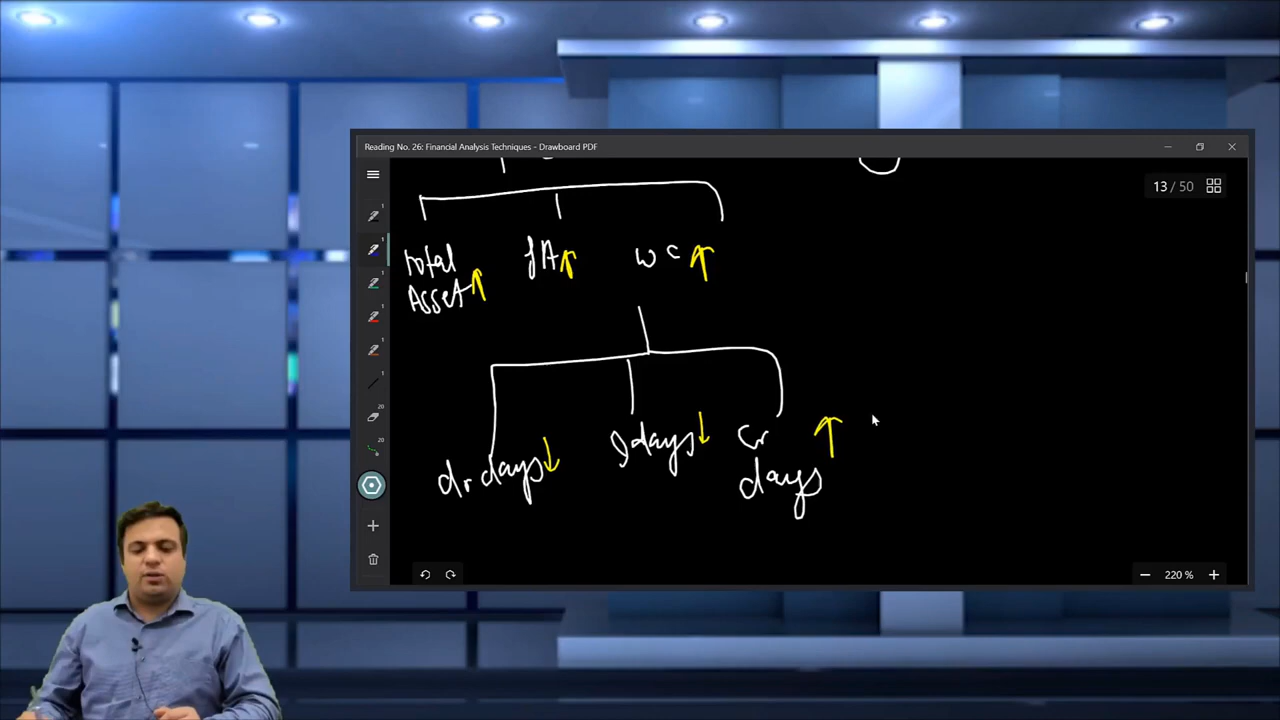 Reading No. 26: Financial Analysis Techniques - Drawboard PDF
13 / 50
total
Asset↑
fA↑
wc↑
dr days↓
I days↓
Cr
days ↑
220 %